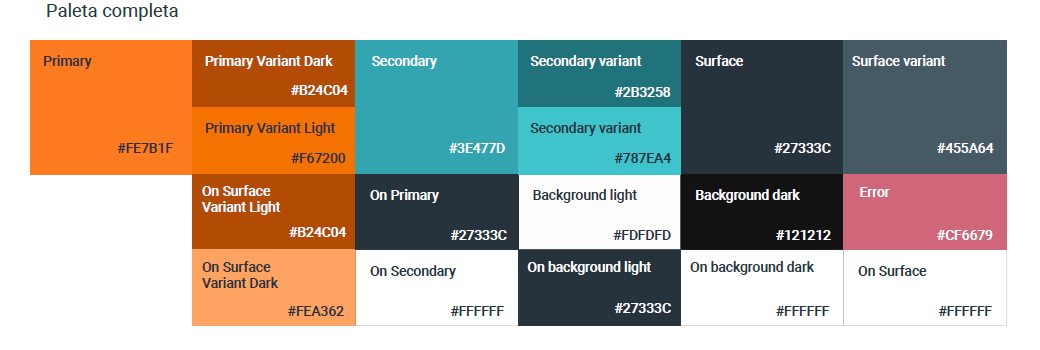 Paleta completa
Primary
#FE7B1F
Primary Variant Dark
#B24C04
Primary Variant Light
#F67200
Secondary
#3E477D
Secondary variant
#2B3258
Secondary variant
#787EA4
Surface
#27333C
Surface variant
#455A64
On Surface
Variant Light
#B24C04
On Primary
#27333C
Background light
#FDFDFD
Background dark
#121212
Error
#CF6679
On Surface
Variant Dark
#FEA362
On Secondary
#FFFFFF
On background light
#27333C
On background dark
#FFFFFF
On Surface
#FFFFFF